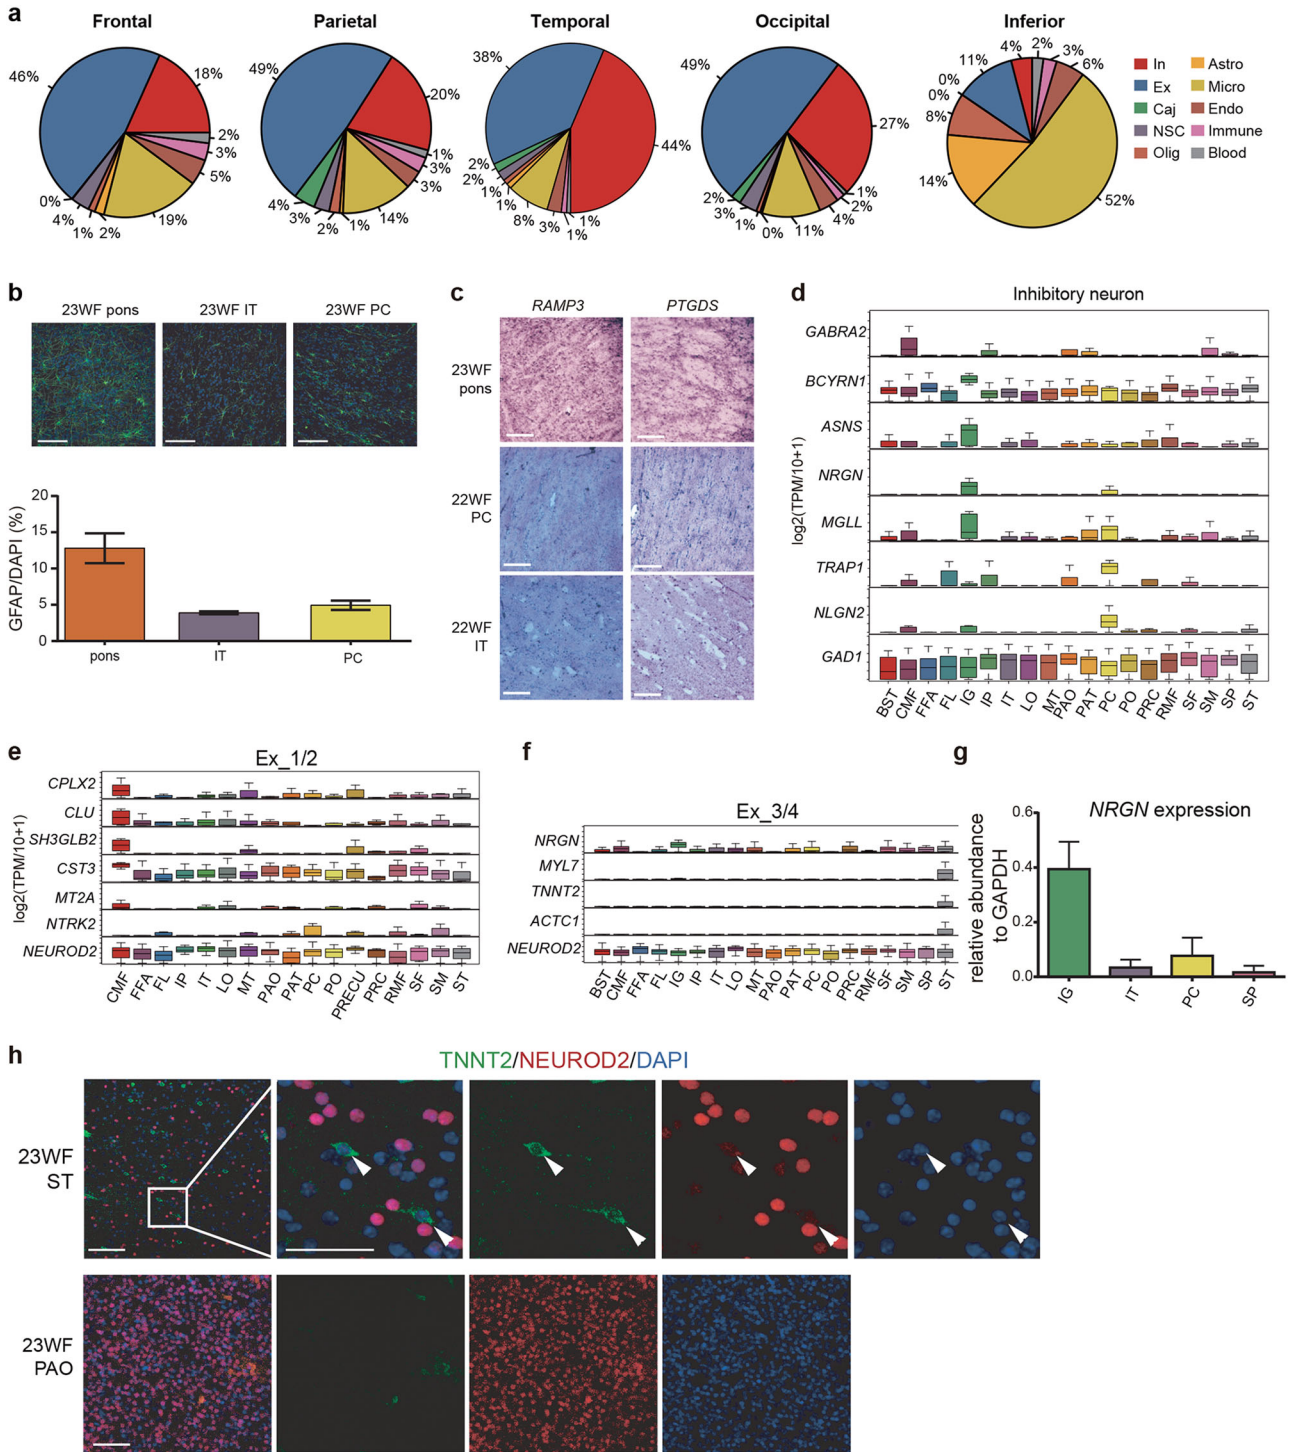 a
Frontal
Parietal
Temporal
Occipital
Inferior
46%
18%
2%
3%
5%
19%
2%
1%
4%
0%
49%
20%
1%
3%
3%
14%
1%
2%
3%
4%
38%
44%
1%
1%
3%
8%
1%
1%
2%
2%
49%
27%
1%
2%
4%
11%
0%
1%
3%
2%
2%
4%
3%
11%
6%
0%
0%
8%
14%
52%
In
Astro
Ex
Micro
Caj
Endo
NSC
Immune
Olig
Blood
b
23WF pons
23WF IT
23WF PC
GFAP/DAPI (%)
20
15
10
5
0
pons
IT
PC
c
RAMP3
PTGDS
23WF
pons
22WF
PC
22WF
IT
d
Inhibitory neuron
log2(TPM/10+1)
GABRA2
BCYRN1
ASNS
NRGN
MGLL
TRAP1
NLGN2
GAD1
BST
CMF
FFA
FL
IG
IP
IT
LO
MT
PAO
PAT
PC
PO
PRC
RMF
SF
SM
SP
ST
e
Ex_1/2
log2(TPM/10+1)
CPLX2
CLU
SH3GLB2
CST3
MT2A
NTRK2
NEUROD2
CMF
FFA
FL
IP
IT
LO
MT
PAO
PAT
PC
PO
PRECU
PRC
RMF
SF
SM
ST
f
Ex_3/4
NRGN
MYL7
TNNT2
ACTC1
NEUROD2
BST
CMF
FFA
FL
IG
IP
IT
LO
MT
PAO
PAT
PC
PO
PRC
RMF
SF
SM
SP
ST
g
NRGN expression
relative abundance
to GAPDH
0.6
0.4
0.2
0.0
IG
IT
PC
SP
h
TNNT2/NEUROD2/DAPI
23WF
ST
23WF
PAO